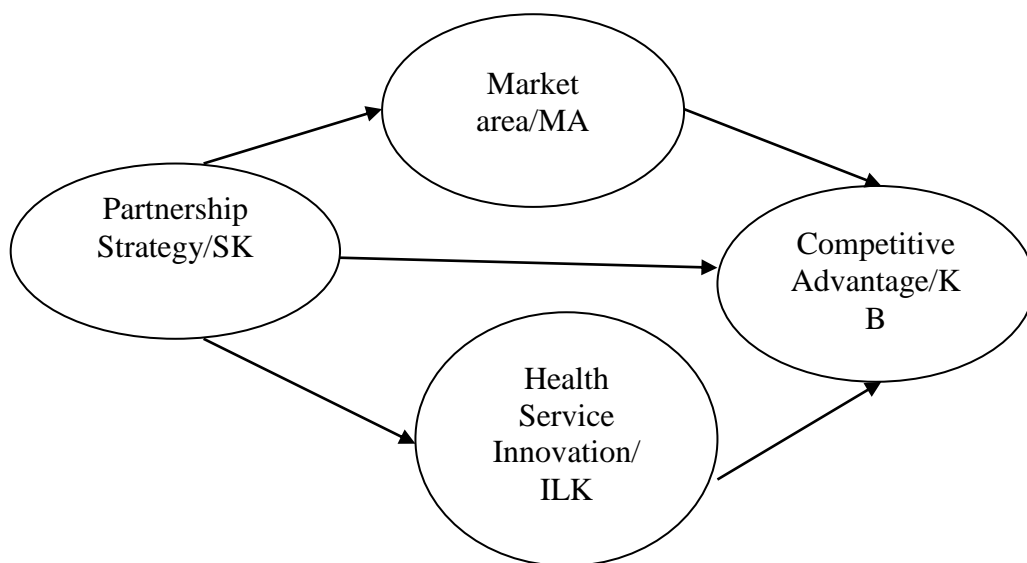 Market
area/MA
Partnership
Strategy/SK
Competitive
Advantage/K
B
Health
Service
Innovation/
ILK